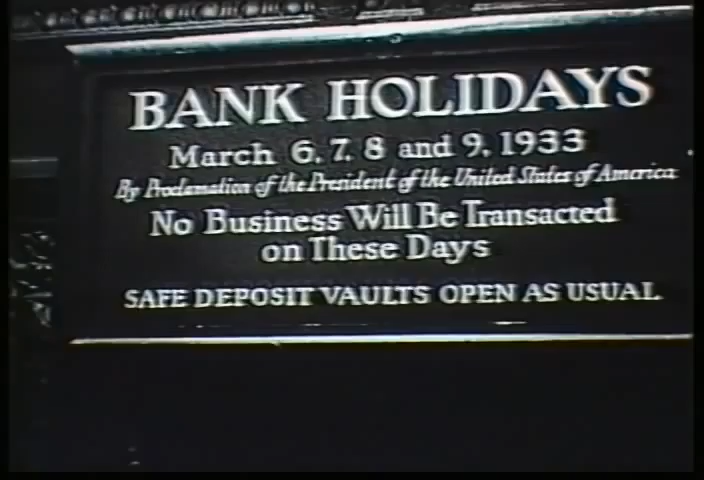 BANK HOLIDAYS
March 6, 7, 8 and 9, 1933
By Proclamation of the President of the United States of America
No Business Will Be Transacted
on These Days
SAFE DEPOSIT VAULTS OPEN AS USUAL